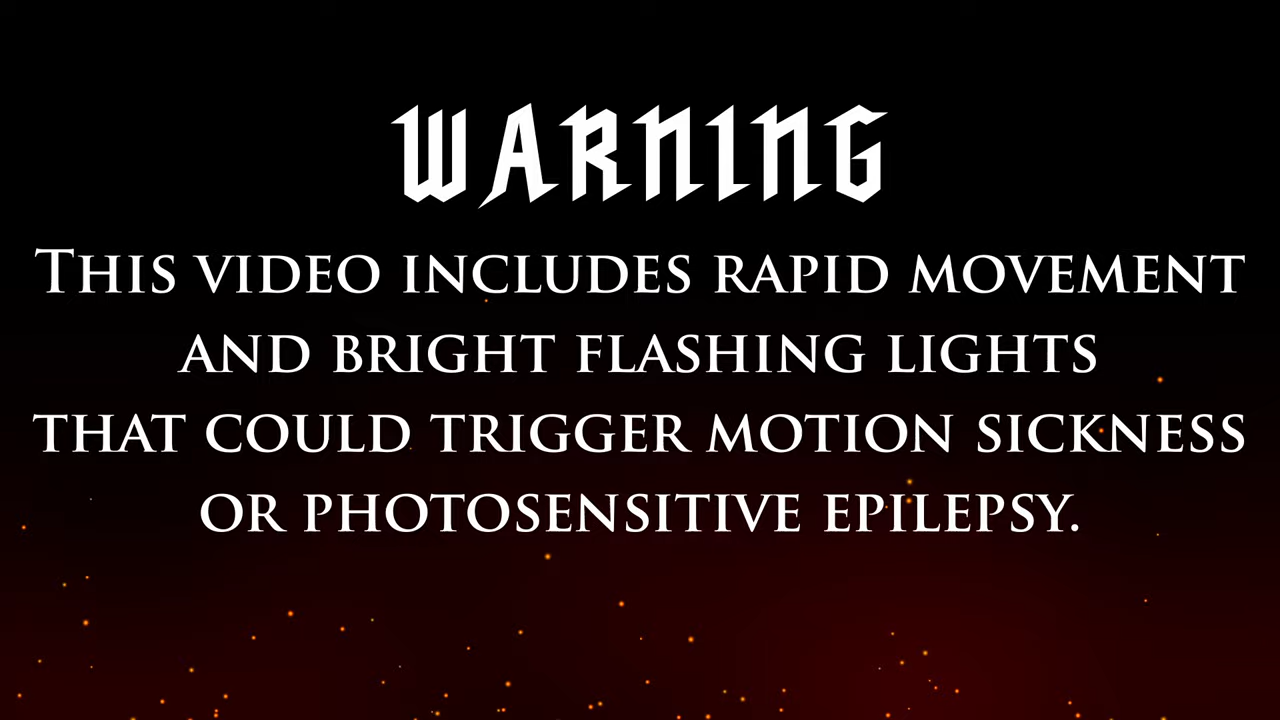 WARNING
THIS VIDEO INCLUDES RAPID MOVEMENT
AND BRIGHT FLASHING LIGHTS
THAT COULD TRIGGER MOTION SICKNESS
OR PHOTOSENSITIVE EPILEPSY.